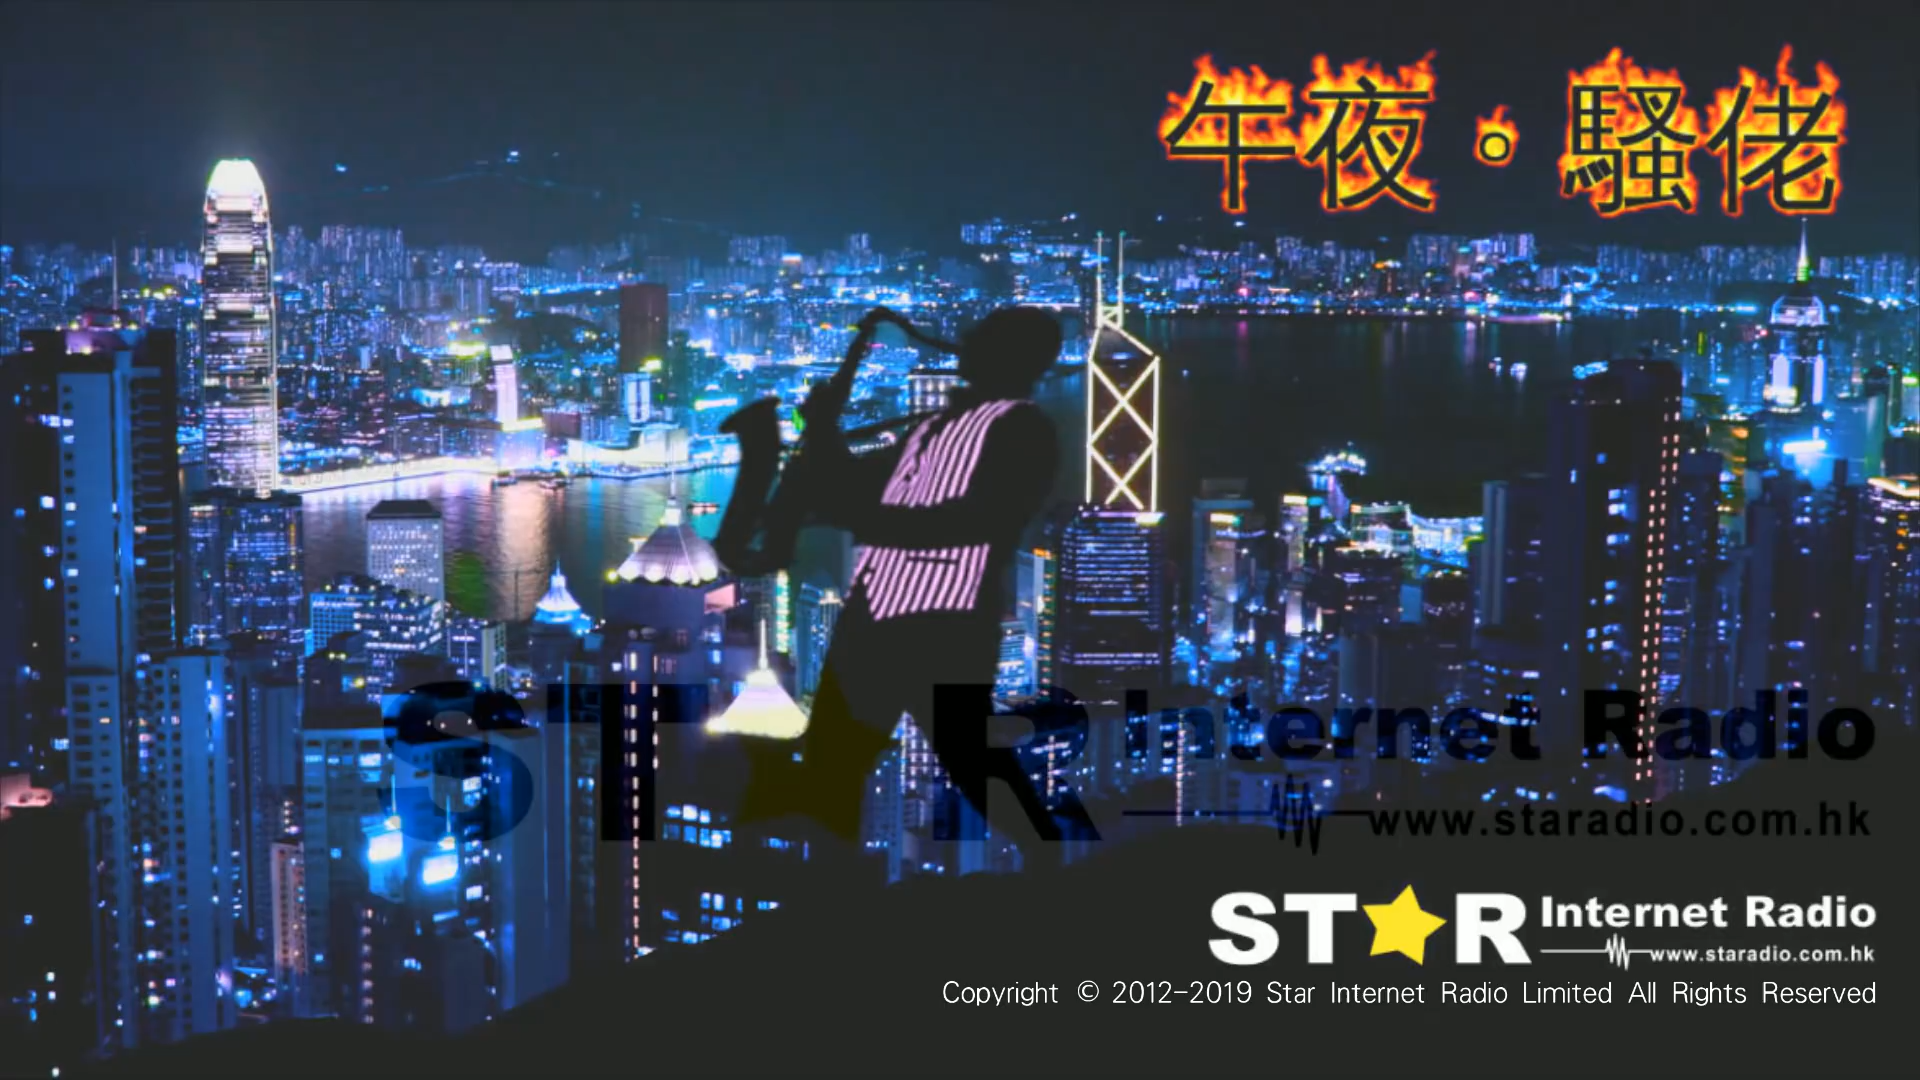 午夜。騷佬
STAR Internet Radio
www.staradio.com.hk
STAR Internet Radio
www.staradio.com.hk
Copyright © 2012-2019 Star Internet Radio Limited All Rights Reserved